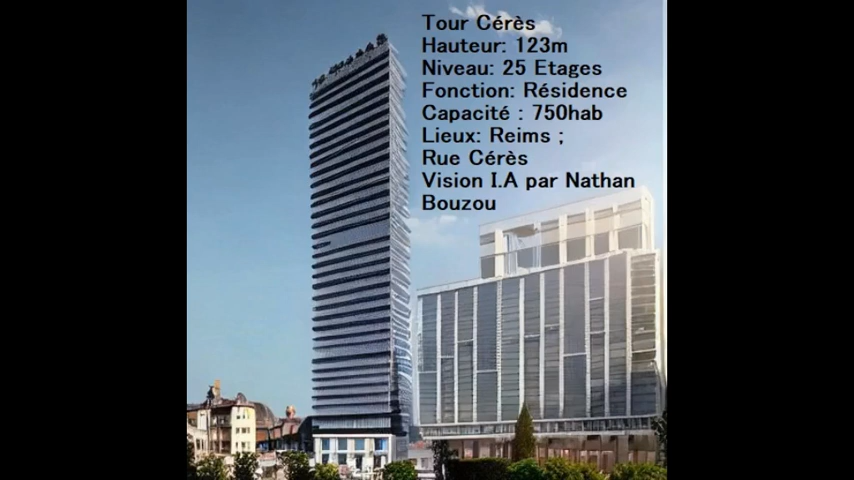 Tour Cérès
Hauteur: 123m
Niveau: 25 Etages
Fonction: Résidence
Capacité : 750hab
Lieux: Reims ;
Rue Cérès
Vision I.A par Nathan
Bouzou